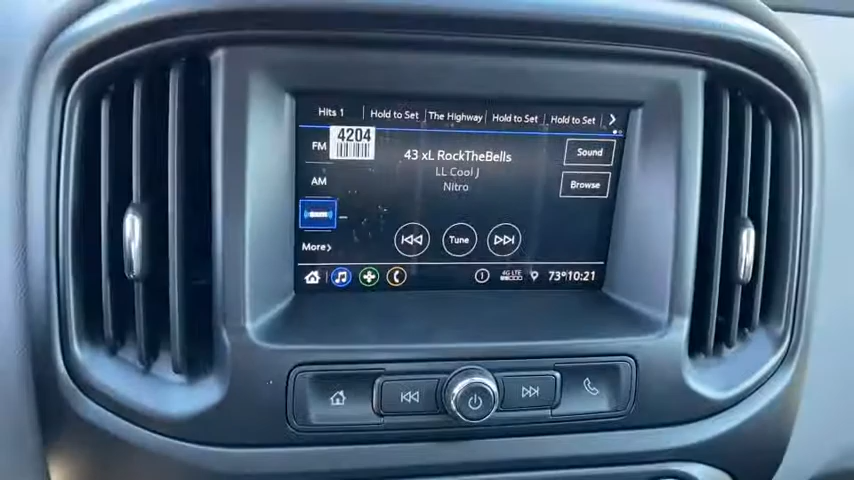 Hits 1 Hold to Set The Highway Hold to Set Hold to Set
FM
4204
43 xL RockTheBells
Sound
LL Cool J
AM
Nitro
Browse
Tune
More
1 4G LTE 73° 10:21